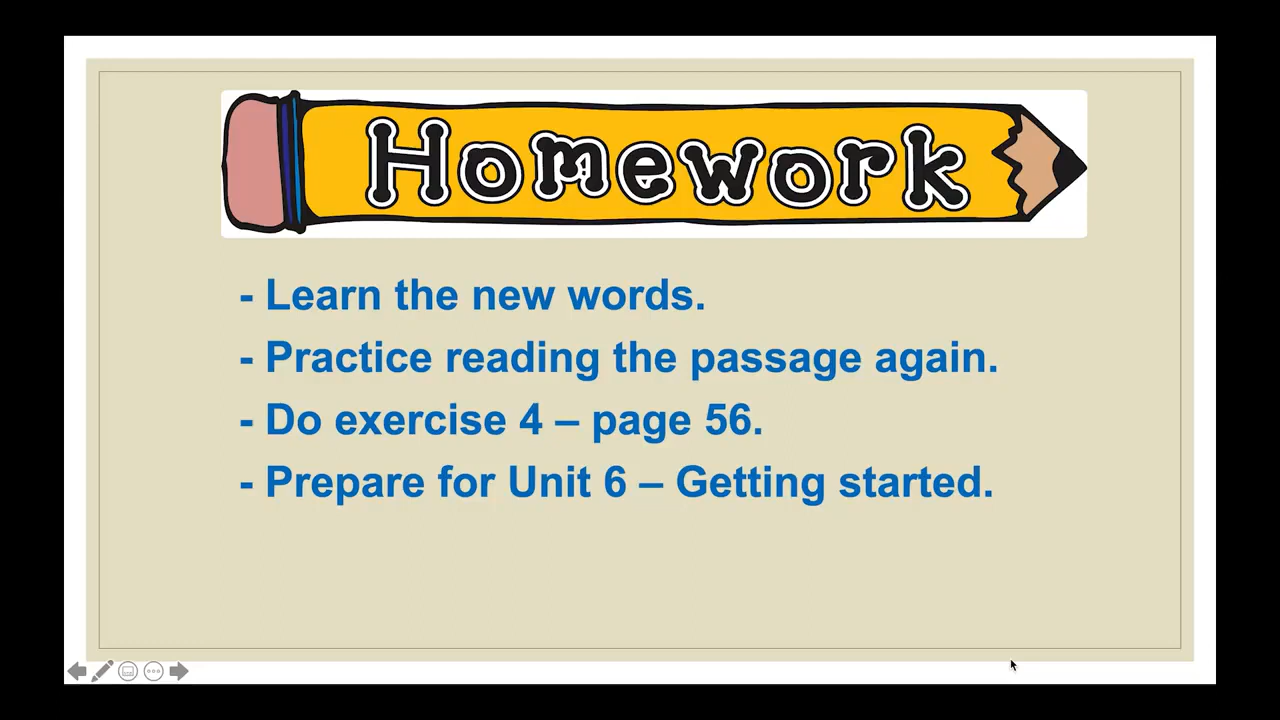 Homework
- Learn the new words.
- Practice reading the passage again.
- Do exercise 4 – page 56.
- Prepare for Unit 6 – Getting started.